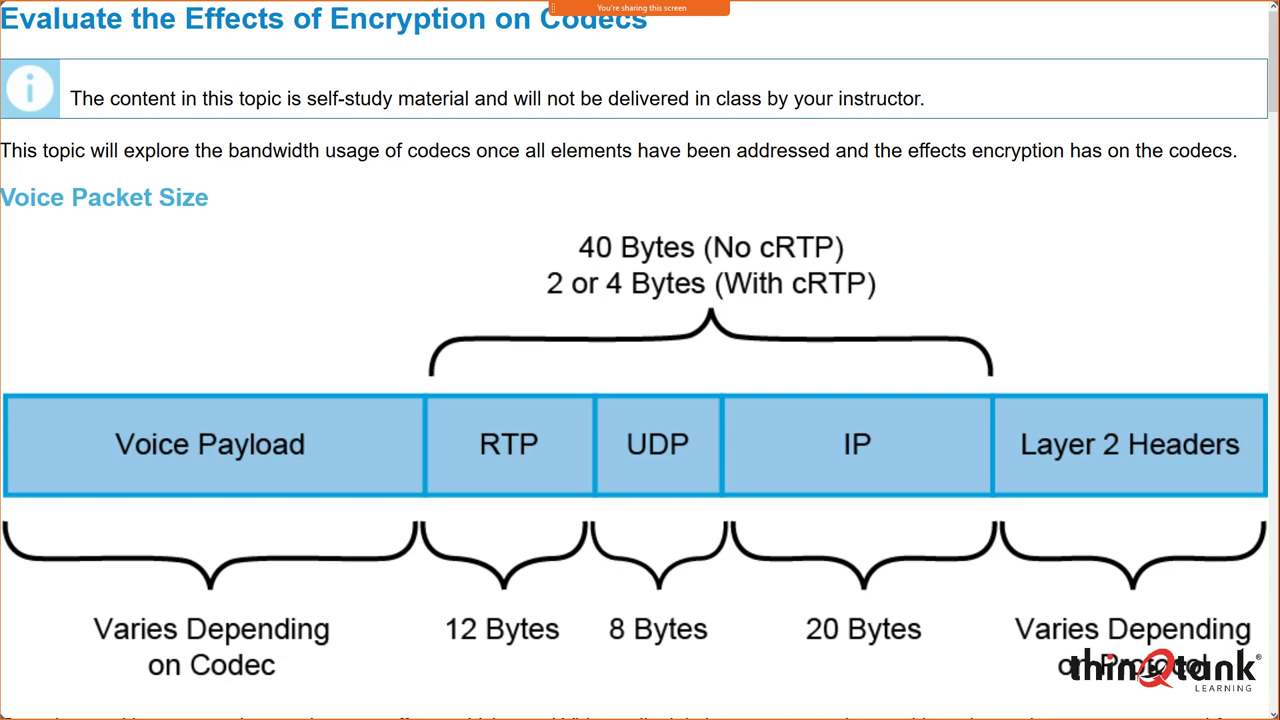 You're sharing this screen
Evaluate the Effects of Encryption on Codecs
The content in this topic is self-study material and will not be delivered in class by your instructor.
This topic will explore the bandwidth usage of codecs once all elements have been addressed and the effects encryption has on the codecs.
Voice Packet Size
40 Bytes (No cRTP)
2 or 4 Bytes (With cRTP)
Voice Payload RTP UDP IP Layer 2 Headers
Varies Depending 12 Bytes 8 Bytes 20 Bytes Varies Depending
on Codec on Protocol
thinQtank®
LEARNING